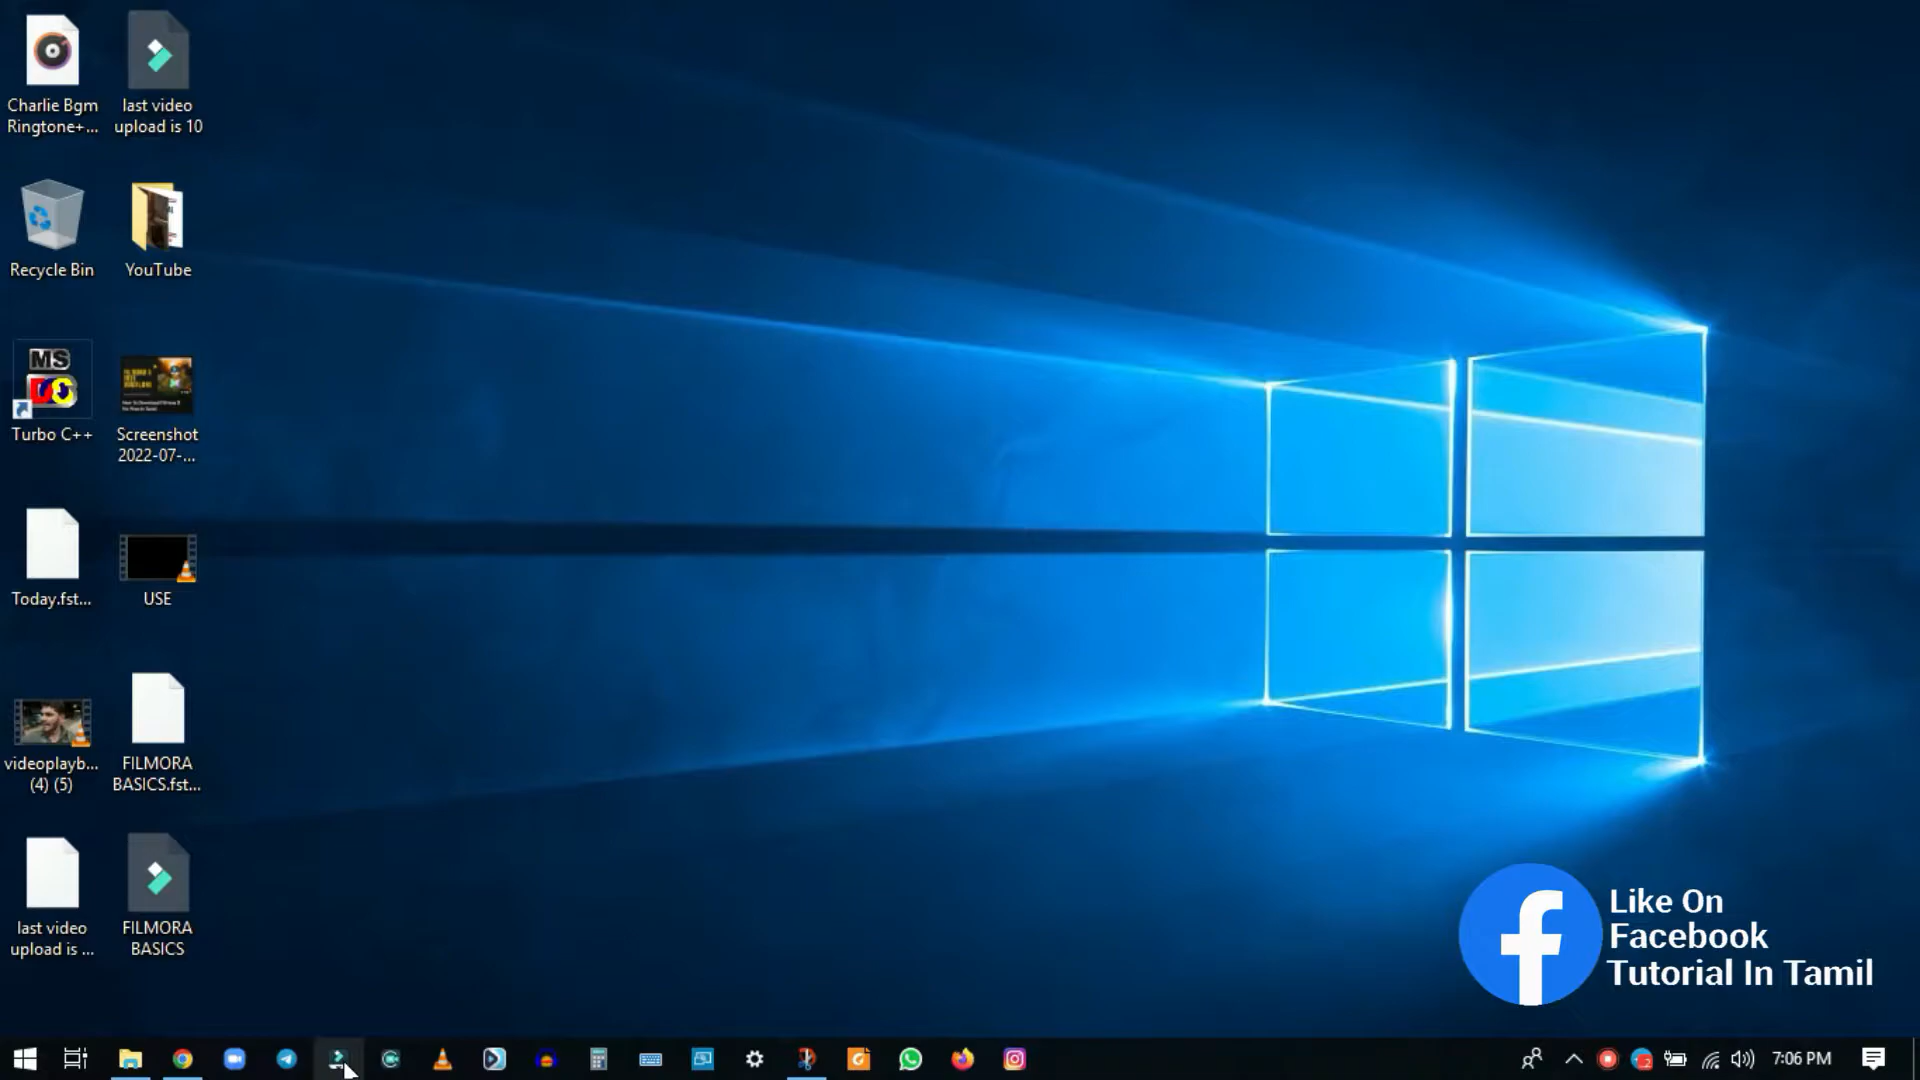 Charlie Bgm
Ringtone+...
last video
upload is 10
Recycle Bin
YouTube
MS
DOS
Turbo C++
Screenshot
2022-07-...
Today.fst...
USE
videoplayb...
(4) (5)
FILMORA
BASICS.fst...
last video
upload is ...
FILMORA
BASICS
Like On
Facebook
Tutorial In Tamil
7:06 PM